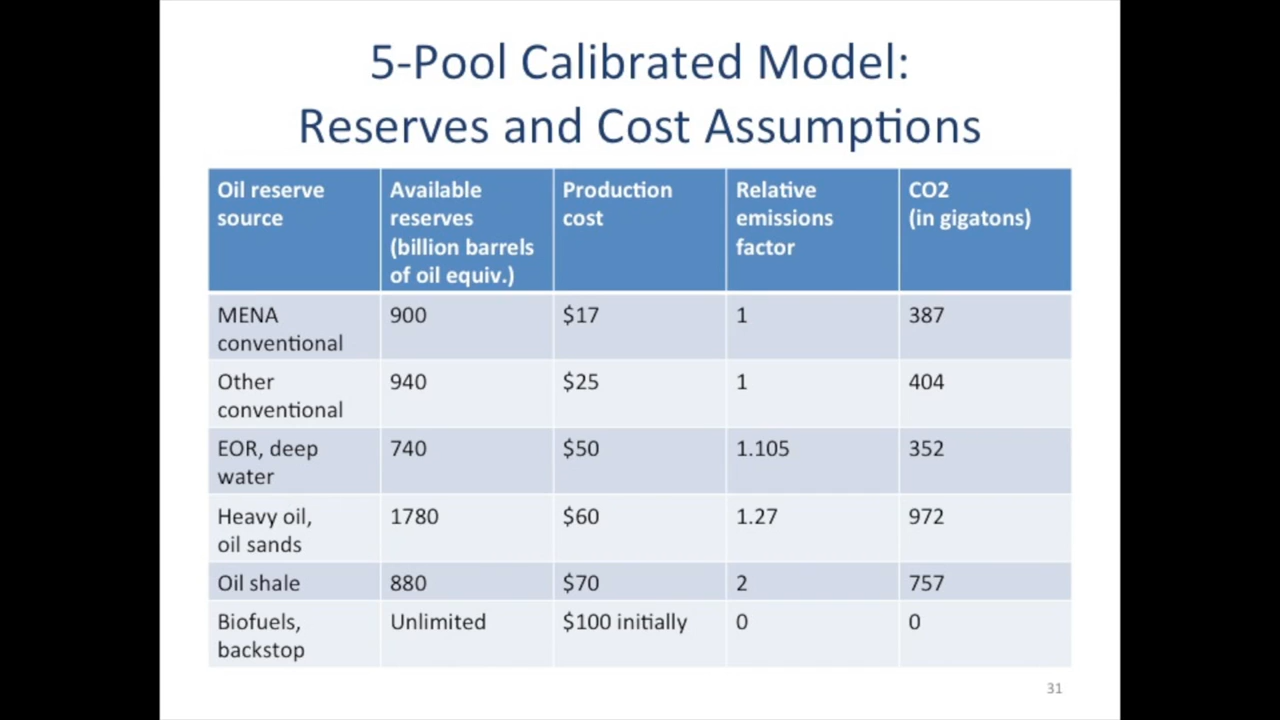 5-Pool Calibrated Model:
Reserves and Cost Assumptions
Oil reserve source | Available reserves (billion barrels of oil equiv.) | Production cost | Relative emissions factor | CO2 (in gigatons)
MENA conventional | 900 | $17 | 1 | 387
Other conventional | 940 | $25 | 1 | 404
EOR, deep water | 740 | $50 | 1.105 | 352
Heavy oil, oil sands | 1780 | $60 | 1.27 | 972
Oil shale | 880 | $70 | 2 | 757
Biofuels, backstop | Unlimited | $100 initially | 0 | 0
31